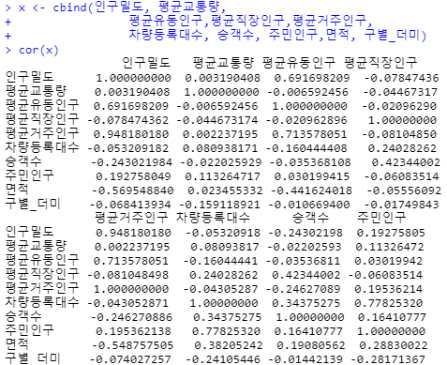 > x <- cbind(인구밀도, 평균교통량,
+ 평균유동인구,평균직장인구,평균거주인구,
+ 차량등록대수, 승객수, 주민인구,면적, 구별_더미)
> cor(x)
인구밀도 평균교통량 평균유동인구 평균직장인구
인구밀도 1.000000000 0.003190408 0.691698209 -0.07847436
평균교통량 0.003190408 1.000000000 -0.006592456 -0.04467317
평균유동인구 0.691698209 -0.006592456 1.000000000 -0.02096290
평균직장인구 -0.078474362 -0.044673174 -0.020962896 1.00000000
평균거주인구 0.948180180 0.002237195 0.713578051 -0.08104850
차량등록대수 -0.053209182 0.080938171 -0.160444408 0.24028262
승객수 -0.243021984 -0.022025929 -0.035368108 0.42344002
주민인구 0.192758049 0.113264717 0.030199415 -0.06083514
면적 -0.569548840 0.023455332 -0.441624018 -0.05556092
구별_더미 -0.068413934 -0.159118921 -0.010669400 -0.01749843
평균거주인구 차량등록대수 승객수 주민인구
인구밀도 0.948180180 -0.05320918 -0.24302198 0.19275805
평균교통량 0.002237195 0.08093817 -0.02202593 0.11326472
평균유동인구 0.713578051 -0.16044441 -0.03536811 0.03019942
평균직장인구 -0.081048498 0.24028262 0.42344002 -0.06083514
평균거주인구 1.000000000 -0.04305287 -0.24627089 0.19536214
차량등록대수 -0.043052871 1.00000000 0.34375275 0.77825320
승객수 -0.246270886 0.34375275 1.00000000 0.16410777
주민인구 0.195362138 0.77825320 0.16410777 1.00000000
면적 -0.548757505 0.38205242 0.19080562 0.28830022
구별_더미 -0.074027257 -0.24105446 -0.01442139 -0.28171367